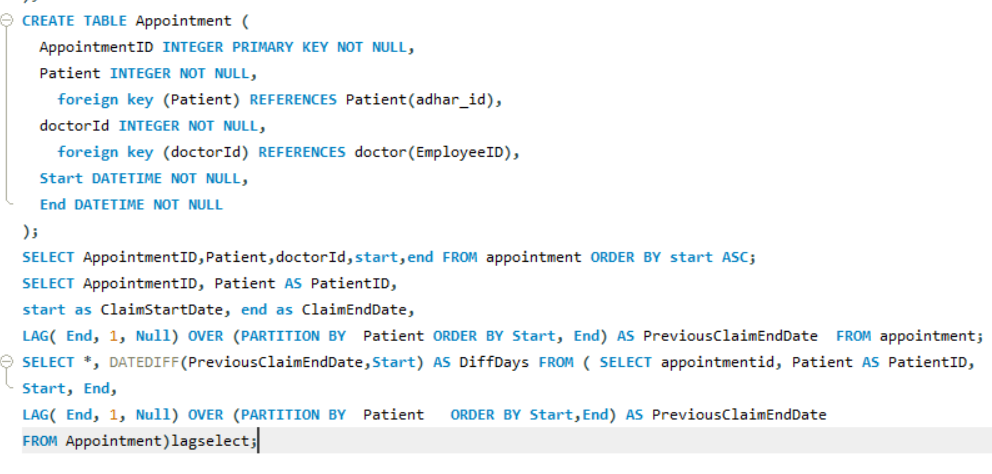 CREATE TABLE Appointment (
AppointmentID INTEGER PRIMARY KEY NOT NULL,
Patient INTEGER NOT NULL,
foreign key (Patient) REFERENCES Patient(adhar_id),
doctorId INTEGER NOT NULL,
foreign key (doctorId) REFERENCES doctor(EmployeeID),
Start DATETIME NOT NULL,
End DATETIME NOT NULL
);
SELECT AppointmentID,Patient,doctorId,start,end FROM appointment ORDER BY start ASC;
SELECT AppointmentID, Patient AS PatientID,
start as ClaimStartDate, end as ClaimEndDate,
LAG( End, 1, Null) OVER (PARTITION BY  Patient ORDER BY Start, End) AS PreviousClaimEndDate  FROM appointment;
SELECT *, DATEDIFF(PreviousClaimEndDate,Start) AS DiffDays FROM ( SELECT appointmentid, Patient AS PatientID,
Start, End,
LAG( End, 1, Null) OVER (PARTITION BY  Patient   ORDER BY Start,End) AS PreviousClaimEndDate
FROM Appointment)lagselect;